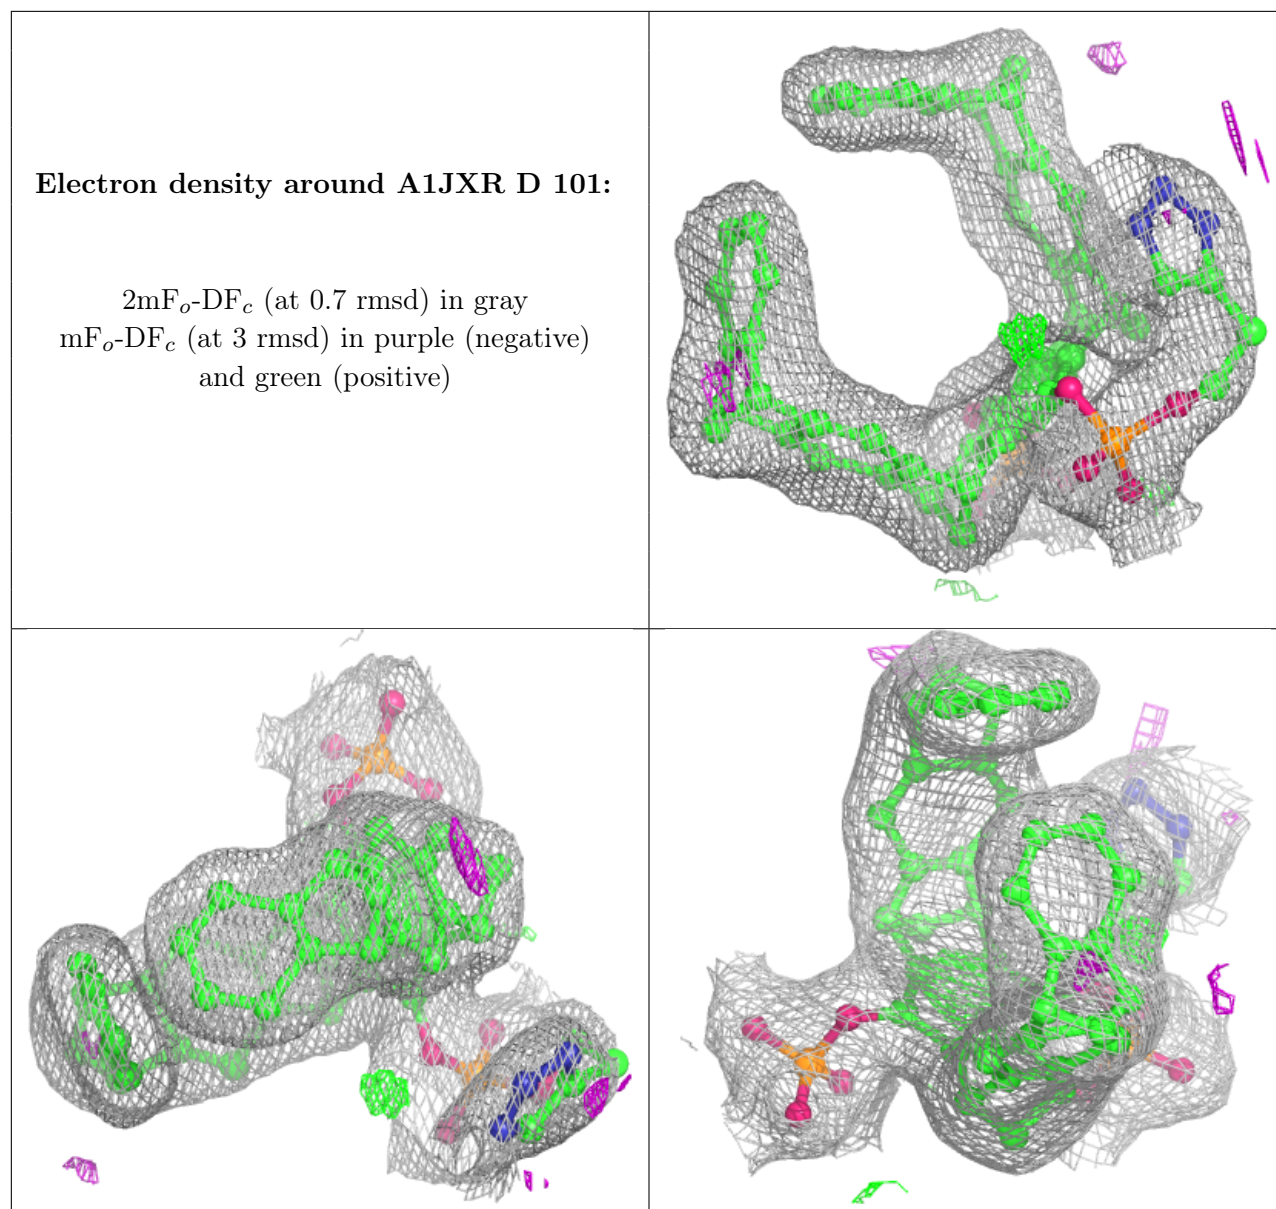 Electron density around A1JXR D 101:
2mFₒ-DF𝒸 (at 0.7 rmsd) in gray
mFₒ-DF𝒸 (at 3 rmsd) in purple (negative)
and green (positive)